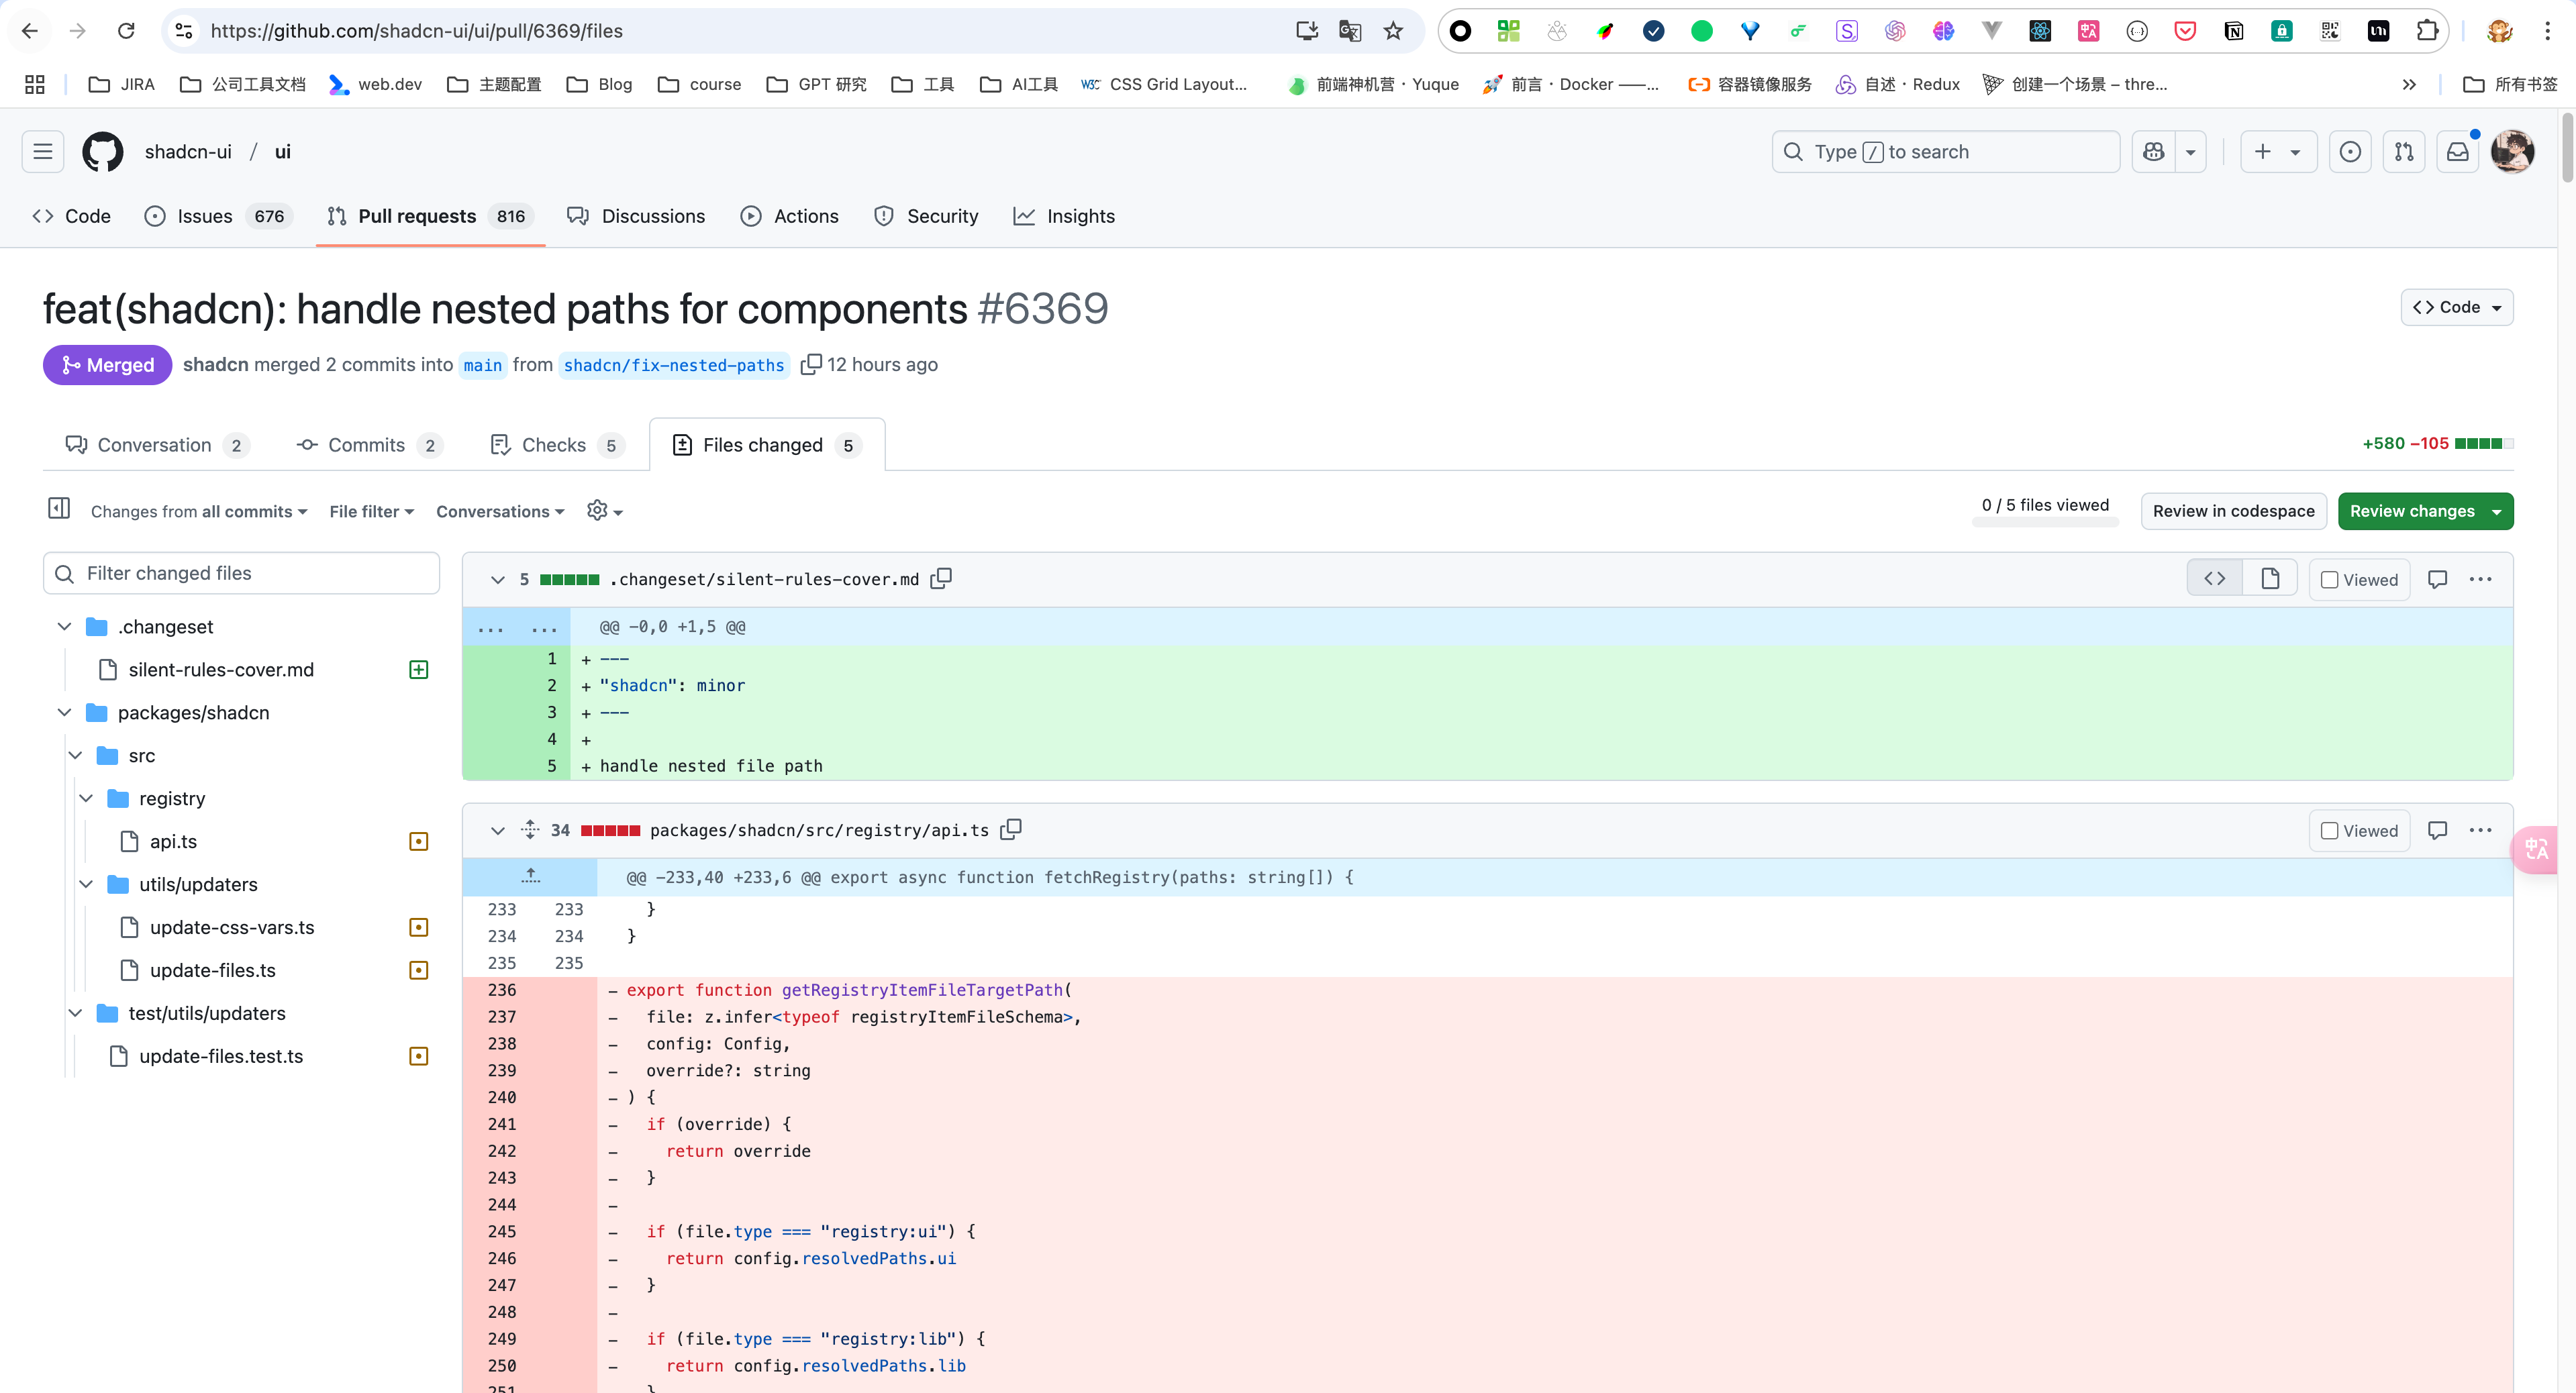 https://github.com/shadcn-ui/ui/pull/6369/files
JIRA 公司工具文档 web.dev 主题配置 Blog course GPT 研究 工具 AI工具 W3C CSS Grid Layout... 前端神机营 · Yuque 前言 · Docker ——... 容器镜像服务 自述 · Redux 创建一个场景 – thre... » 所有书签
shadcn-ui / ui Type / to search
Code Issues 676 Pull requests 816 Discussions Actions Security Insights
feat(shadcn): handle nested paths for components #6369 Code
Merged shadcn merged 2 commits into main from shadcn/fix-nested-paths 12 hours ago
Conversation 2 Commits 2 Checks 5 Files changed 5 +580 −105
Changes from all commits File filter Conversations 0 / 5 files viewed Review in codespace Review changes
Filter changed files
.changeset
silent-rules-cover.md
packages/shadcn
src
registry
api.ts
utils/updaters
update-css-vars.ts
update-files.ts
test/utils/updaters
update-files.test.ts
5 .changeset/silent-rules-cover.md Viewed
... ... @@ -0,0 +1,5 @@
1 + ---
2 + "shadcn": minor
3 + ---
4 +
5 + handle nested file path
34 packages/shadcn/src/registry/api.ts Viewed
@@ -233,40 +233,6 @@ export async function fetchRegistry(paths: string[]) {
233 233 }
234 234 }
235 235
236 - export function getRegistryItemFileTargetPath(
237 - file: z.infer<typeof registryItemFileSchema>,
238 - config: Config,
239 - override?: string
240 - ) {
241 - if (override) {
242 - return override
243 - }
244 -
245 - if (file.type === "registry:ui") {
246 - return config.resolvedPaths.ui
247 - }
248 -
249 - if (file.type === "registry:lib") {
250 - return config.resolvedPaths.lib
251 - }